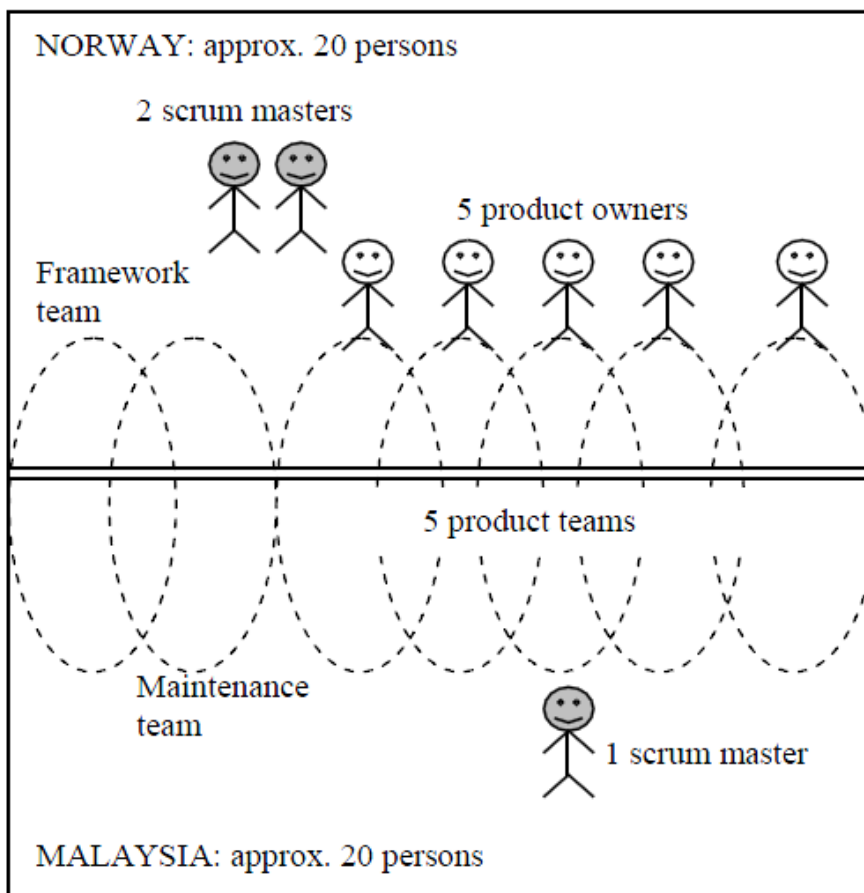 NORWAY: approx. 20 persons
2 scrum masters
5 product owners
Framework
team
5 product teams
Maintenance
team
1 scrum master
MALAYSIA: approx. 20 persons